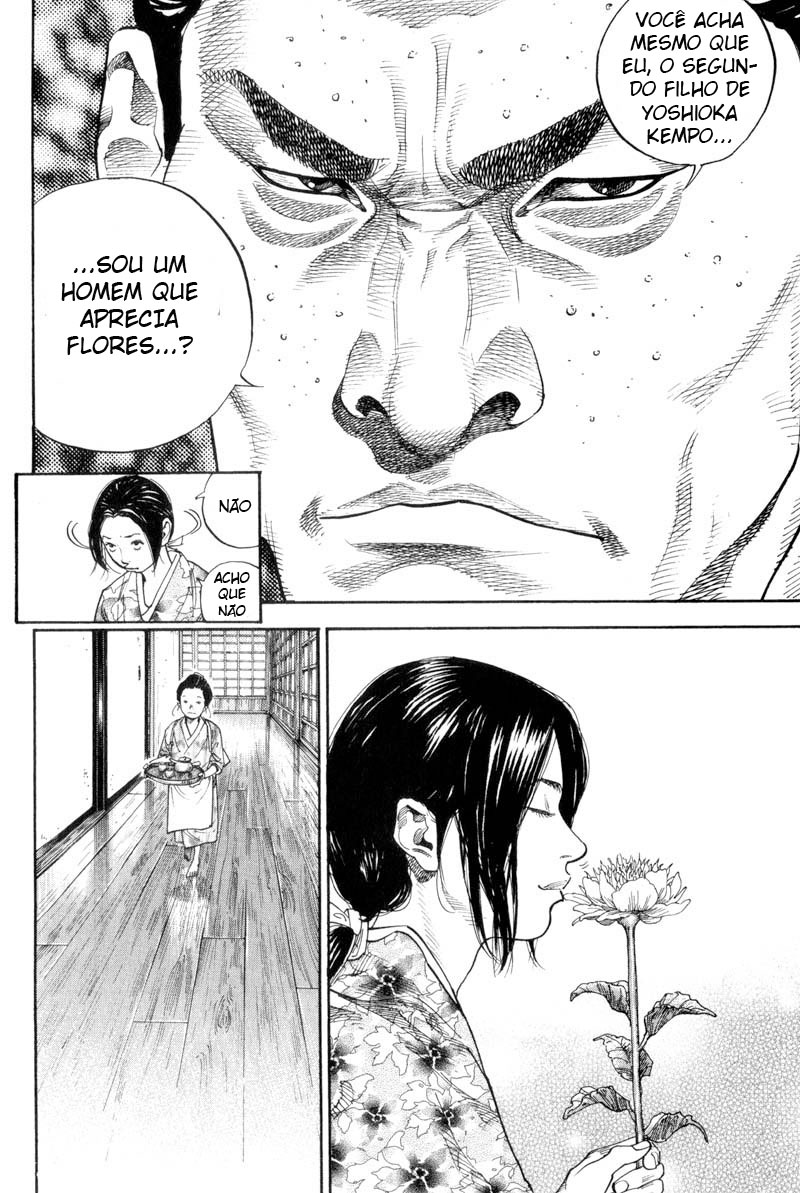 VOCÊ ACHA
MESMO QUE
EU, O SEGUN-
DO FILHO DE
YOSHIOKA
KEMPO...
...SOU UM
HOMEM QUE
APRECIA
FLORES...?
NÃO
ACHO
QUE
NÃO